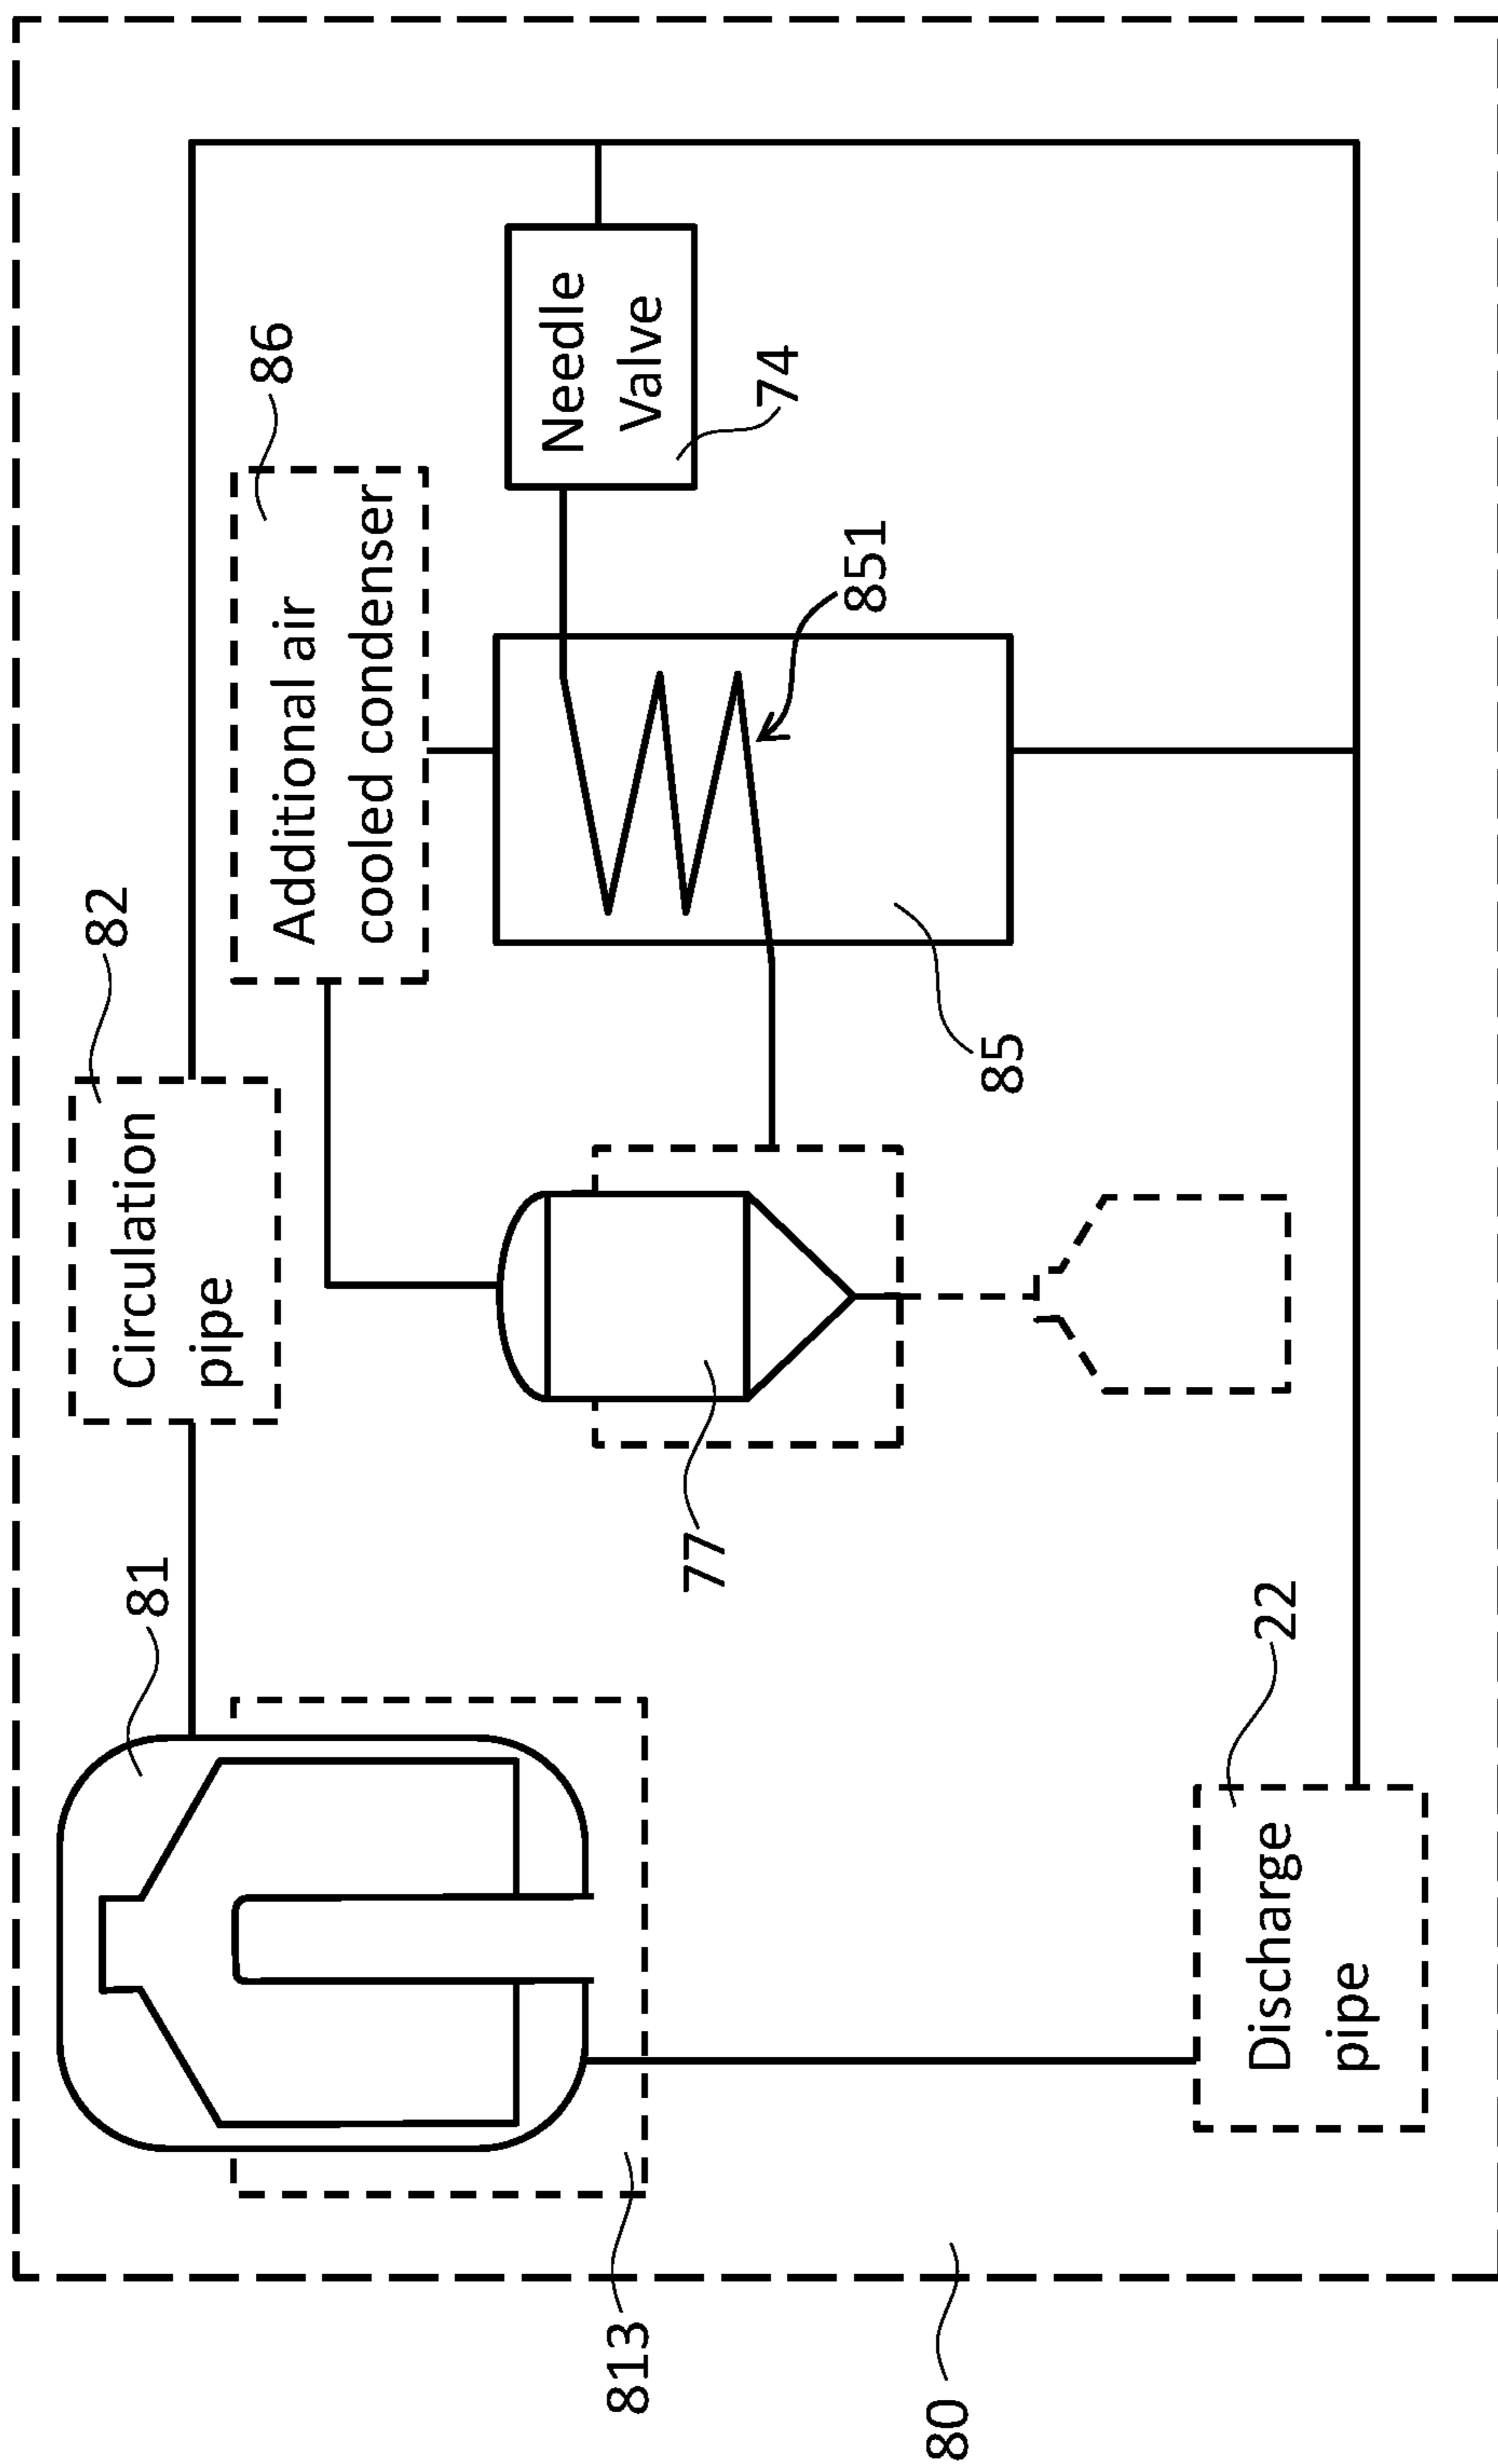 81
82
Circulation
pipe
86
Additional air
cooled condenser
Needle
Valve
74
851
85
77
813
22
Discharge
pipe
80